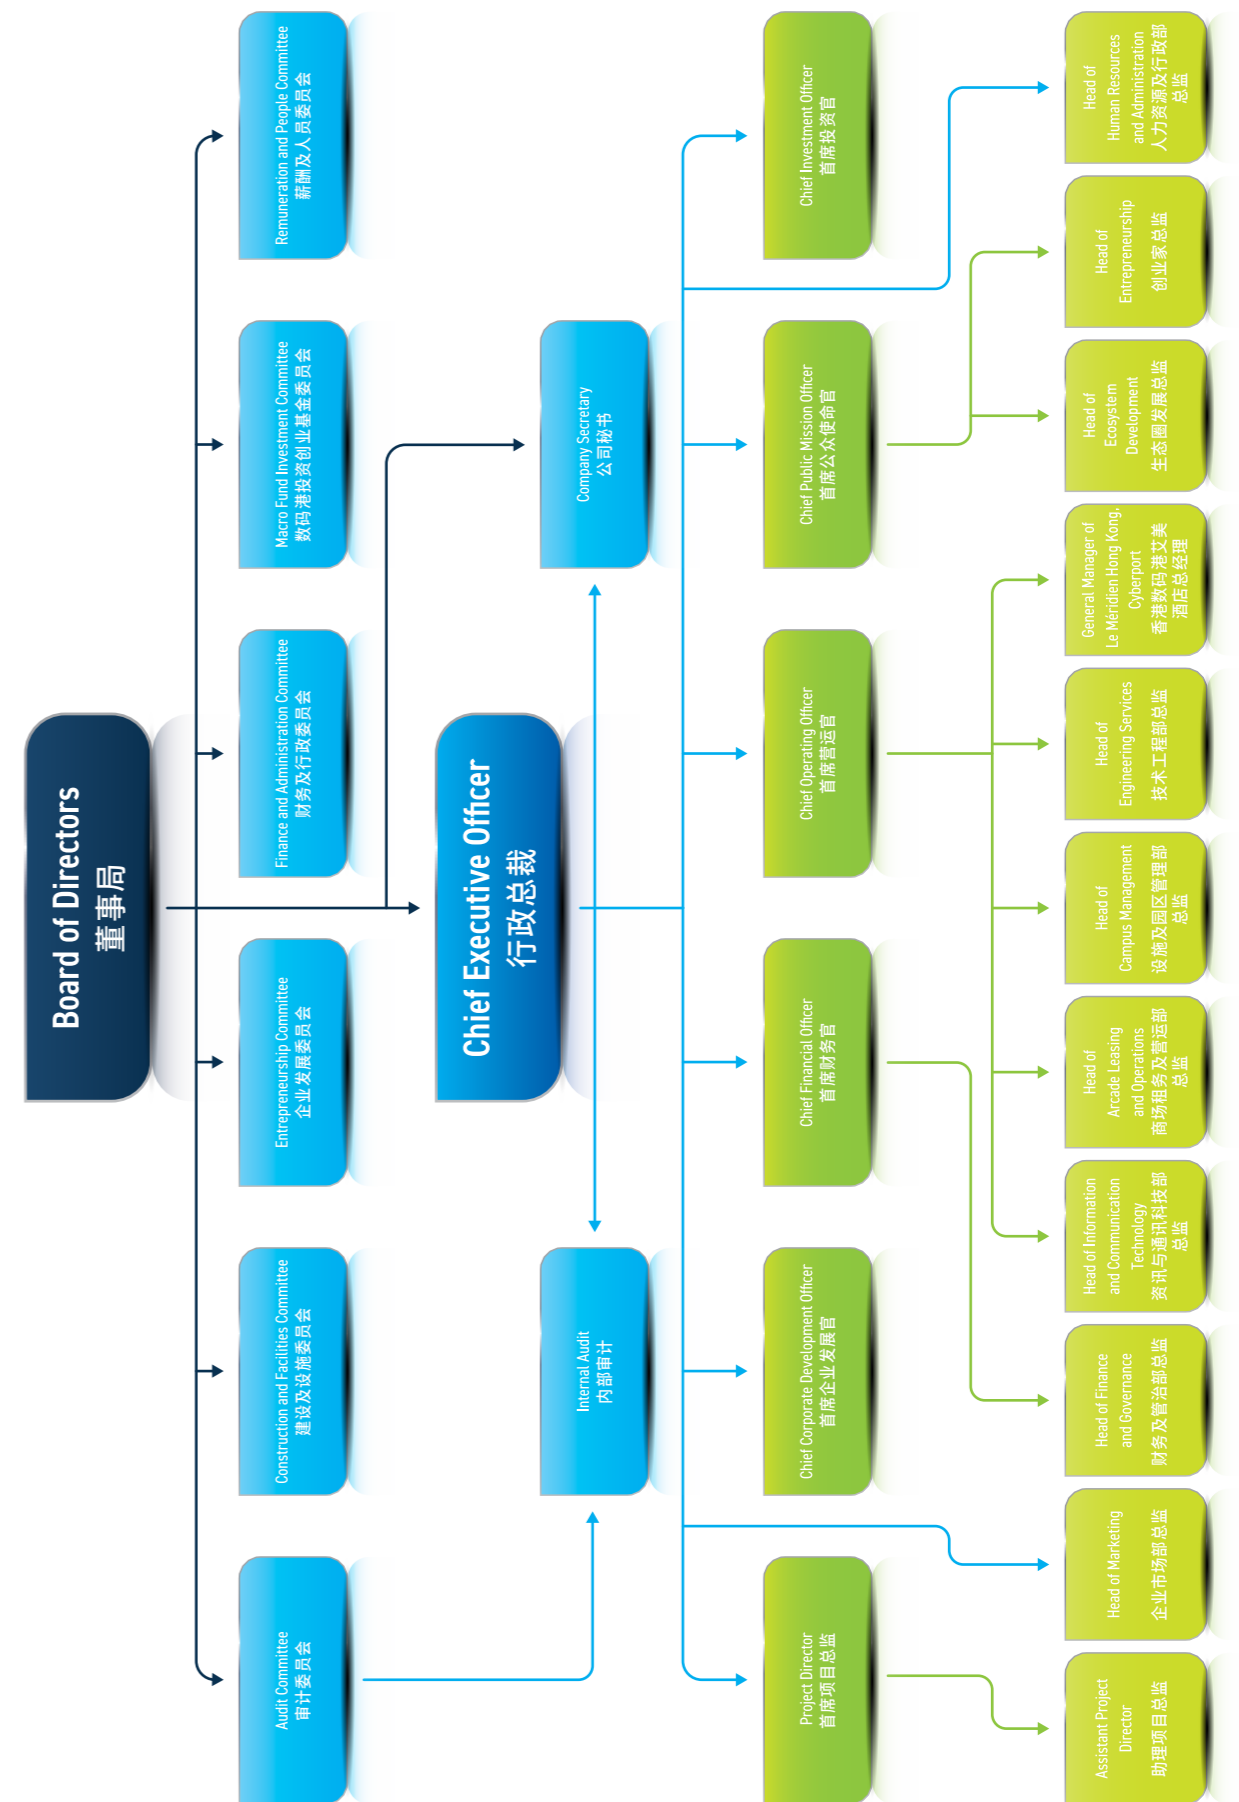 Board of Directors
董事局
Audit Committee
审计委员会
Construction and Facilities Committee
建设及设施委员会
Entrepreneurship Committee
企业发展委员会
Finance and Administration Committee
财务及行政委员会
Macro Fund Investment Committee
数码港投资创业基金委员会
Remuneration and People Committee
薪酬及人员委员会
Chief Executive Officer
行政总裁
Internal Audit
内部审计
Company Secretary
公司秘书
Project Director
首席项目总监
Chief Corporate Development Officer
首席企业发展官
Chief Financial Officer
首席财务官
Chief Operating Officer
首席营运官
Chief Public Mission Officer
首席公众使命官
Chief Investment Officer
首席投资官
Assistant Project
Director
助理项目总监
Head of Marketing
企业市场部总监
Head of Finance
and Governance
财务及管治部总监
Head of Information
and Communication
Technology
资讯与通讯科技部
总监
Head of
Arcade Leasing
and Operations
商场租务及营运部
总监
Head of
Campus Management
设施及园区管理部
总监
Head of
Engineering Services
技术工程部总监
General Manager of
Le Méridien Hong Kong,
Cyberport
香港数码港艾美
酒店总经理
Head of
Ecosystem
Development
生态圈发展总监
Head of
Entrepreneurship
创业家总监
Head of
Human Resources
and Administration
人力资源及行政部
总监